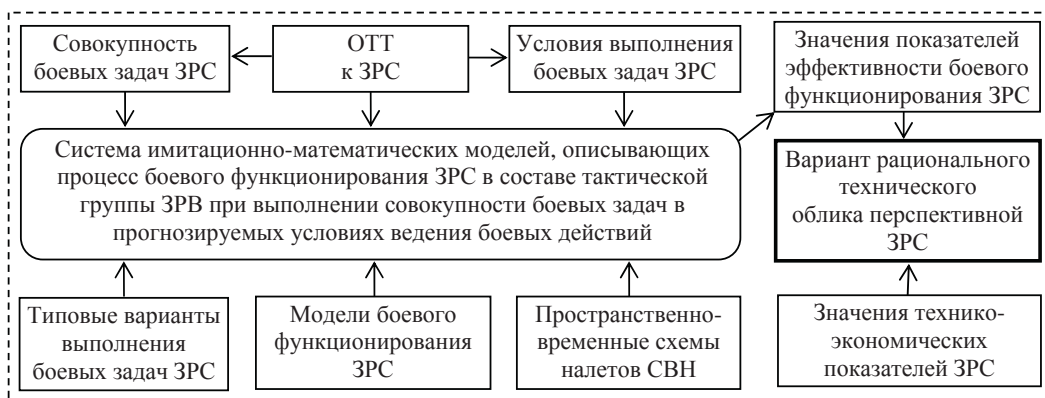 Совокупность
боевых задач ЗРС
ОТТ
к ЗРС
Условия выполнения
боевых задач ЗРС
Значения показателей
эффективности боевого
функционирования ЗРС
Система имитационно-математических моделей, описывающих
процесс боевого функционирования ЗРС в составе тактической
группы ЗРВ при выполнении совокупности боевых задач в
прогнозируемых условиях ведения боевых действий
Вариант рационального
технического
облика перспективной
ЗРС
Типовые варианты
выполнения
боевых задач ЗРС
Модели боевого
функционирования
ЗРС
Пространственно-
временные схемы
налетов СВН
Значения технико-
экономических
показателей ЗРС